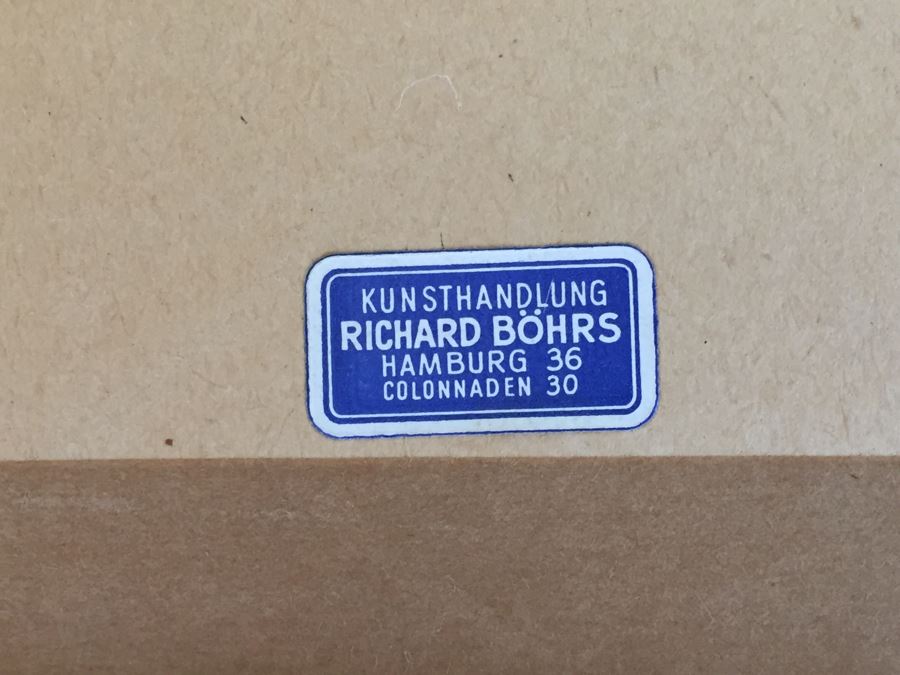 KUNSTHANDLUNG
RICHARD BÖHRS
HAMBURG 36
COLONNADEN 30